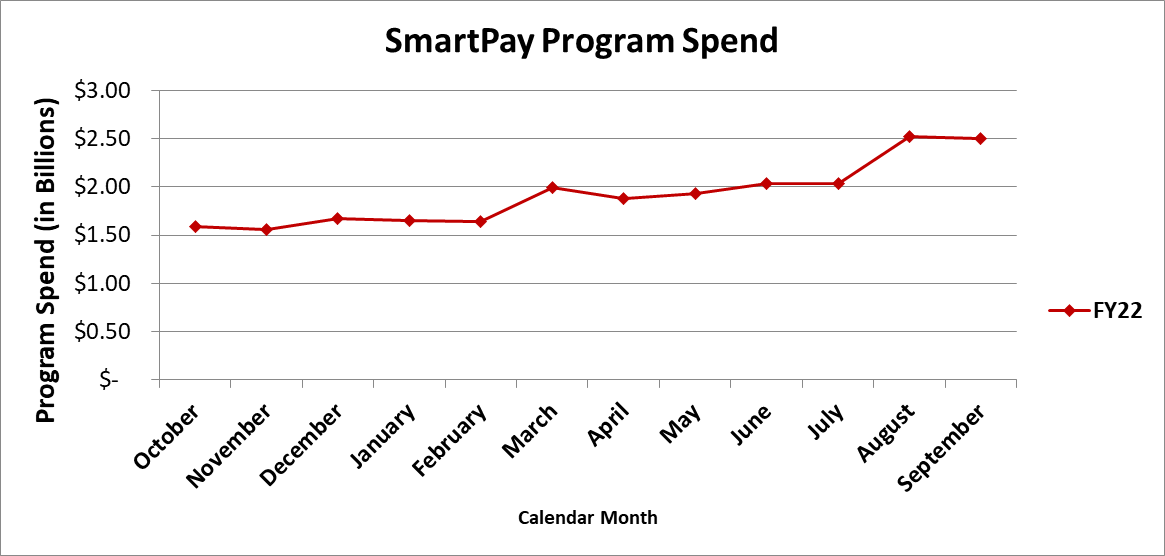 SmartPay Program Spend
Program Spend (in Billions)
$3.00
$2.50
$2.00
$1.50
$1.00
$0.50
$-
October
November
December
January
February
March
April
May
June
July
August
September
Calendar Month
FY22